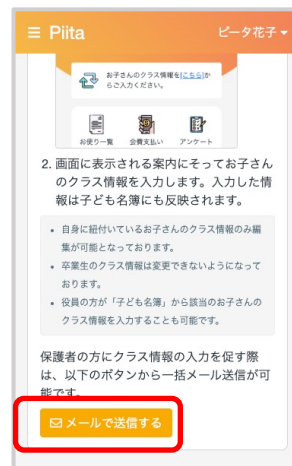 Piita
ピータ花子
お子さんのクラス情報を[こちら]か
らご入力ください。
お便り一覧 会費支払い アンケート
2. 画面に表示される案内にそってお子さん
のクラス情報を入力します。入力した情
報は子ども名簿にも反映されます。
• 自身に紐付いているお子さんのクラス情報のみ編
集が可能となっております。
• 卒業生のクラス情報は変更できないようになって
おります。
• 役員の方が「子ども名簿」から該当のお子さんの
クラス情報を入力することも可能です。
保護者の方にクラス情報の入力を促す際
は、以下のボタンから一括メール送信が可
能です。
メールで送信する